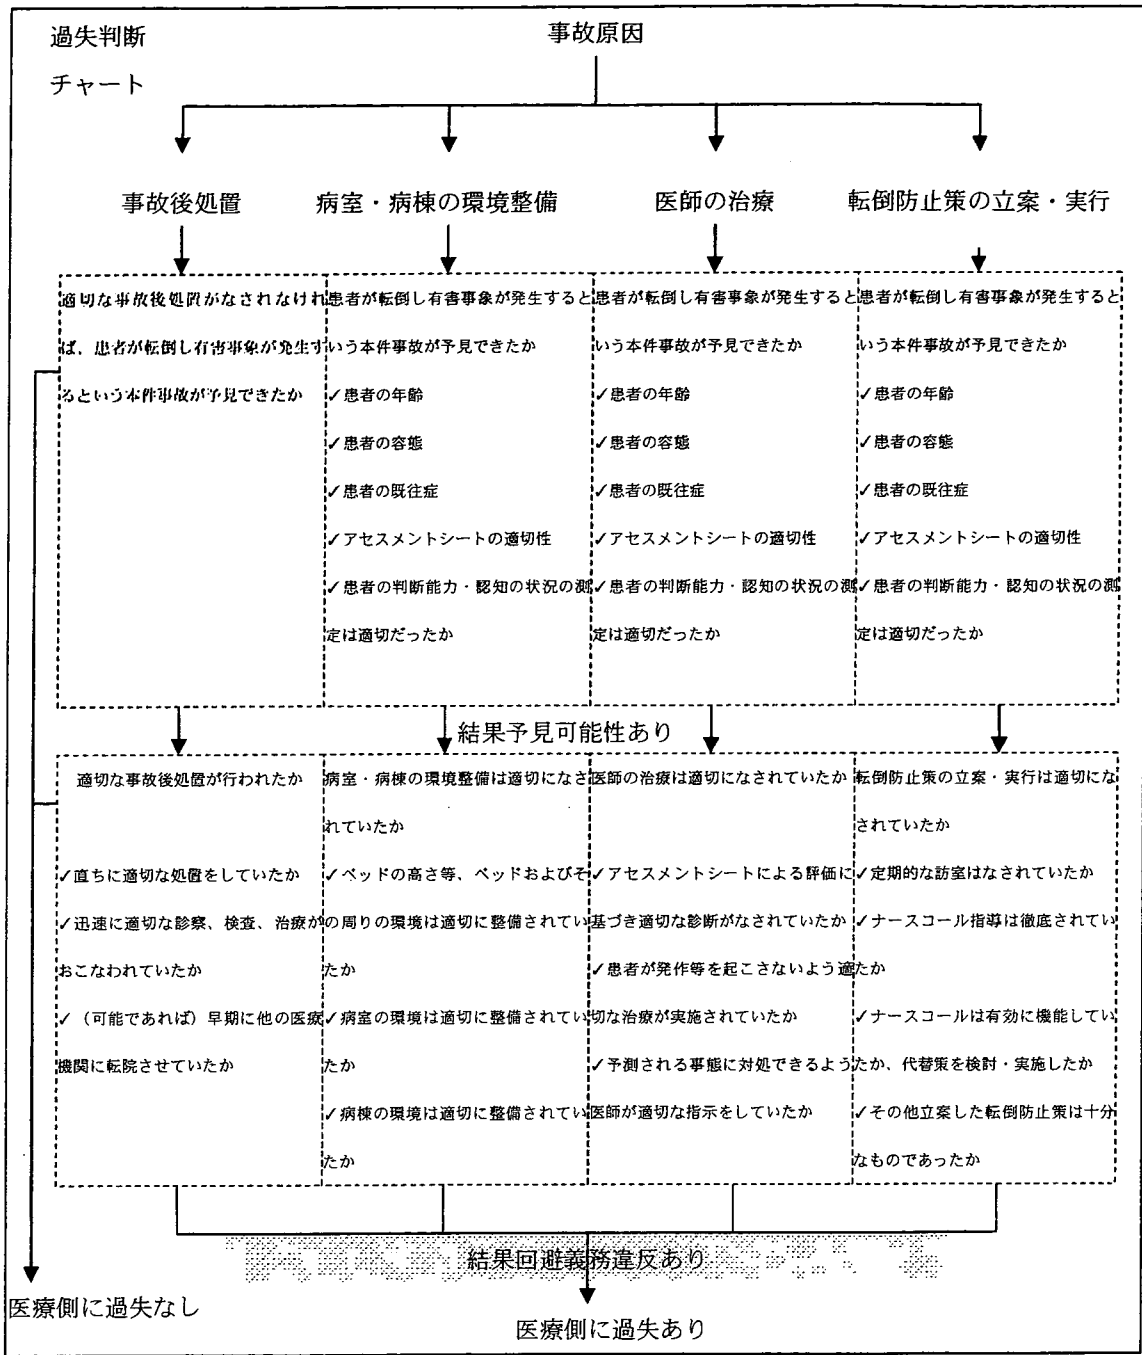 過失判断
チャート
事故原因
事故後処置
病室・病棟の環境整備
医師の治療
転倒防止策の立案・実行
適切な事故後処置がなされなけれ
ば、患者が転倒し有害事象が発生す
るという本件事故が予見できたか
患者が転倒し有害事象が発生すると
いう本件事故が予見できたか
✓患者の年齢
✓患者の容態
✓患者の既往症
✓アセスメントシートの適切性
✓患者の判断能力・認知の状況の測
定は適切だったか
患者が転倒し有害事象が発生すると
いう本件事故が予見できたか
✓患者の年齢
✓患者の容態
✓患者の既往症
✓アセスメントシートの適切性
✓患者の判断能力・認知の状況の測
定は適切だったか
患者が転倒し有害事象が発生すると
いう本件事故が予見できたか
✓患者の年齢
✓患者の容態
✓患者の既往症
✓アセスメントシートの適切性
✓患者の判断能力・認知の状況の測
定は適切だったか
結果予見可能性あり
適切な事故後処置が行われたか
✓直ちに適切な処置をしていたか
✓迅速に適切な診察、検査、治療が
おこなわれていたか
✓（可能であれば）早期に他の医療
機関に転院させていたか
病室・病棟の環境整備は適切になさ
れていたか
✓ベッドの高さ等、ベッドおよびそ
の周りの環境は適切に整備されてい
たか
✓病室の環境は適切に整備されてい
たか
✓病棟の環境は適切に整備されてい
たか
医師の治療は適切になされていたか
✓アセスメントシートによる評価に
基づき適切な診断がなされていたか
✓患者が発作等を起こさないよう適
切な治療が実施されていたか
✓予測される事態に対処できるよう
医師が適切な指示をしていたか
転倒防止策の立案・実行は適切にな
されていたか
✓定期的な訪室はなされていたか
✓ナースコール指導は徹底されてい
たか
✓ナースコールは有効に機能してい
たか、代替策を検討・実施したか
✓その他立案した転倒防止策は十分
なものであったか
結果回避義務違反あり
医療側に過失なし
医療側に過失あり